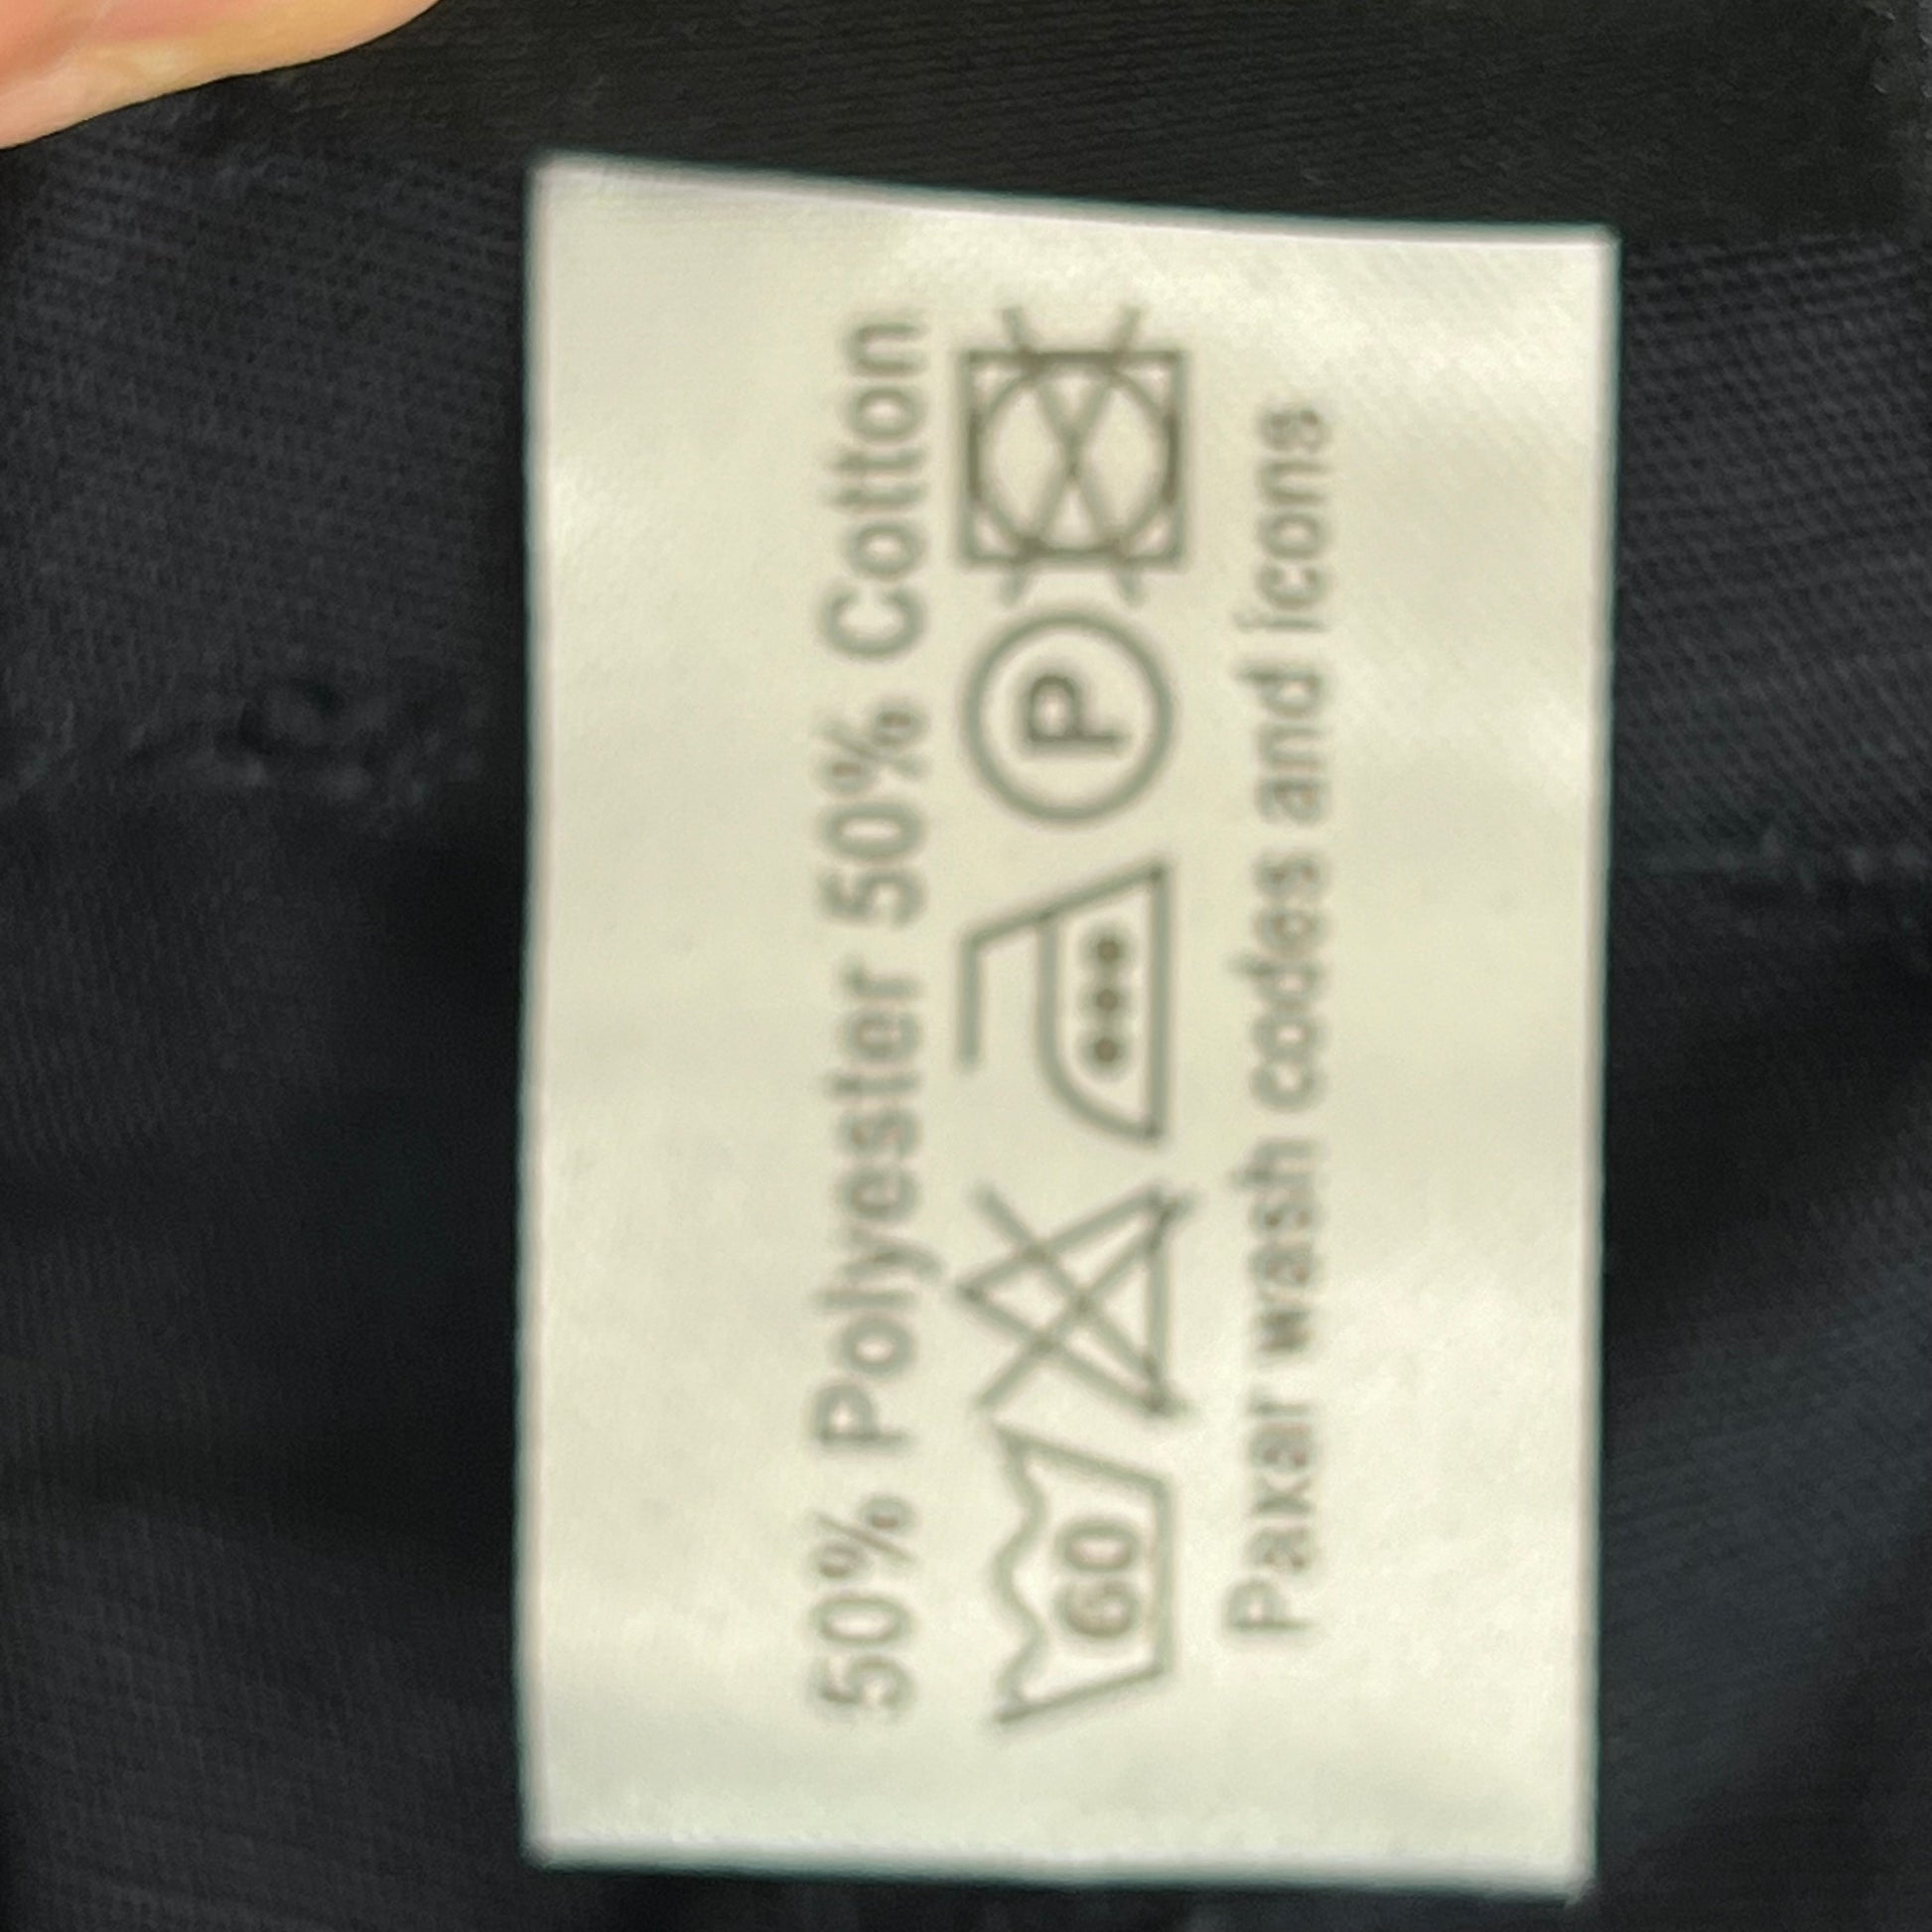 50% Polyester 50% Cotton
60 P
Paxar wash codes and icons